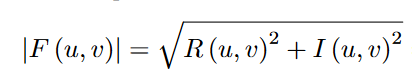 |F (u, v)| = √(R (u, v)² + I (u, v)²)